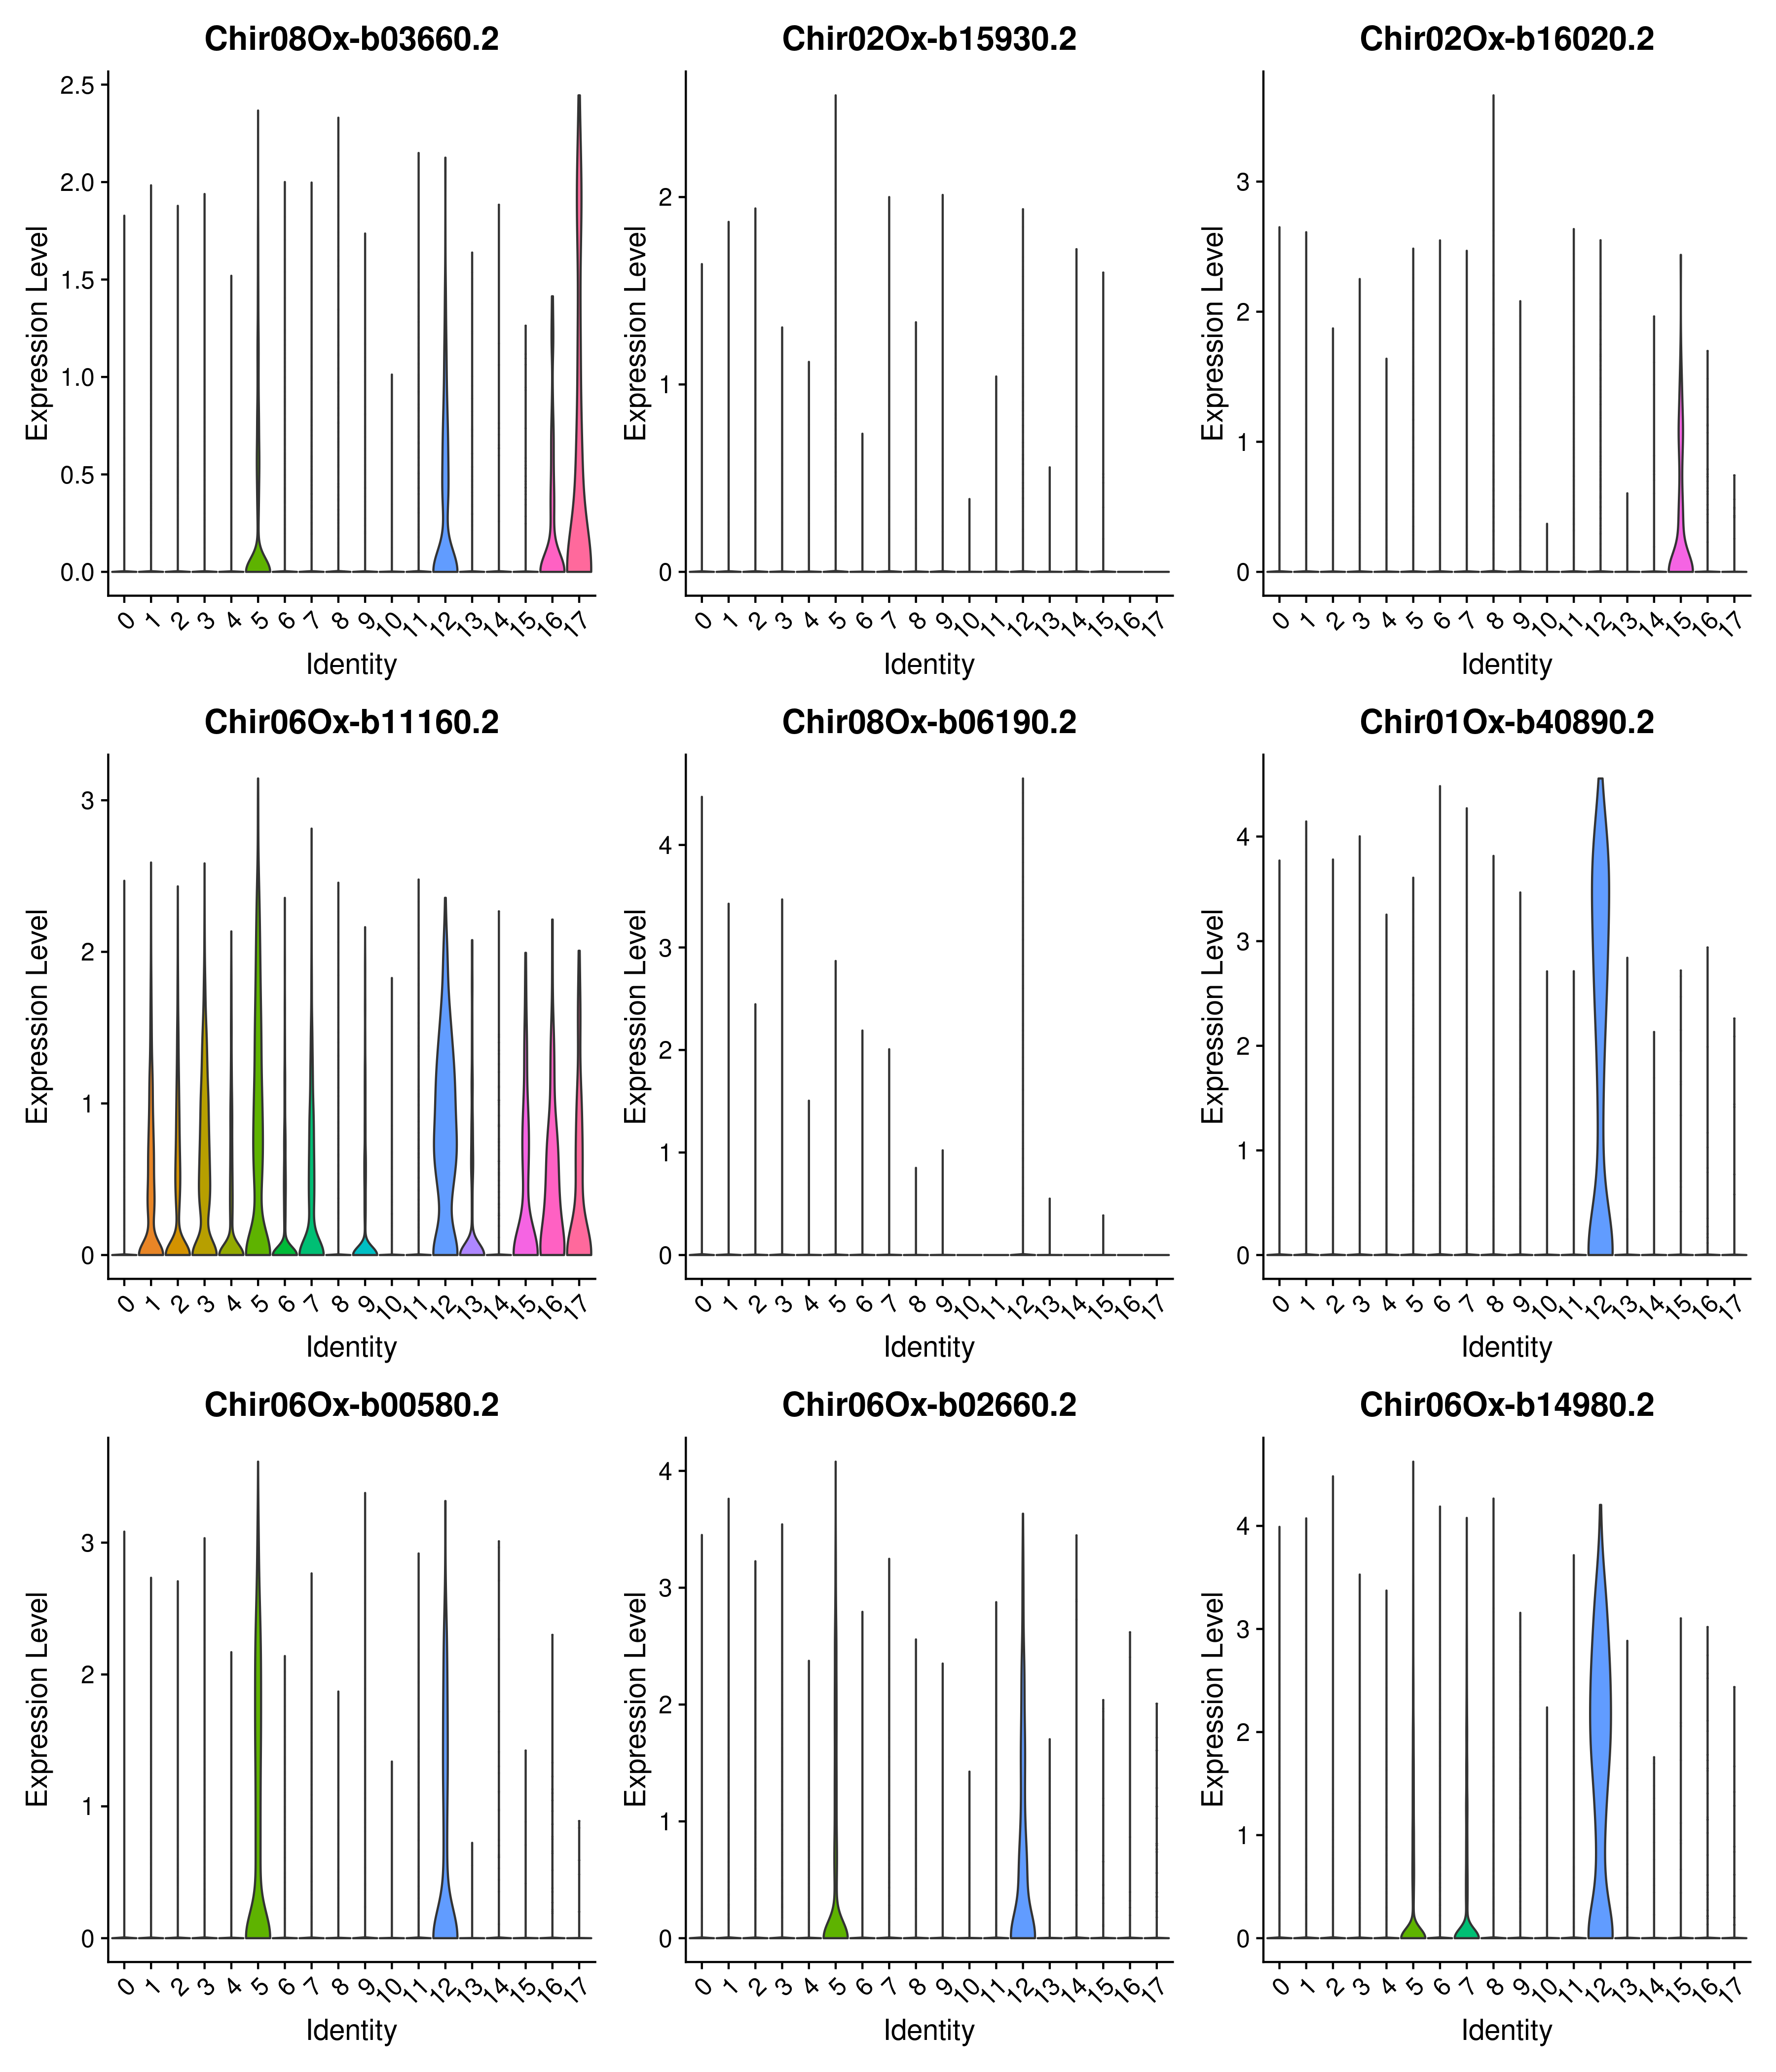 Chir08Ox-b03660.2
Expression Level
2.5
2.0
1.5
1.0
0.5
0.0
0 1 2 3 4 5 6 7 8 9 10 11 12 13 14 15 16 17
Identity
Chir02Ox-b15930.2
Expression Level
2
1
0
0 1 2 3 4 5 6 7 8 9 10 11 12 13 14 15 16 17
Identity
Chir02Ox-b16020.2
Expression Level
3
2
1
0
0 1 2 3 4 5 6 7 8 9 10 11 12 13 14 15 16 17
Identity
Chir06Ox-b11160.2
Expression Level
3
2
1
0
0 1 2 3 4 5 6 7 8 9 10 11 12 13 14 15 16 17
Identity
Chir08Ox-b06190.2
Expression Level
4
3
2
1
0
0 1 2 3 4 5 6 7 8 9 10 11 12 13 14 15 16 17
Identity
Chir01Ox-b40890.2
Expression Level
4
3
2
1
0
0 1 2 3 4 5 6 7 8 9 10 11 12 13 14 15 16 17
Identity
Chir06Ox-b00580.2
Expression Level
3
2
1
0
0 1 2 3 4 5 6 7 8 9 10 11 12 13 14 15 16 17
Identity
Chir06Ox-b02660.2
Expression Level
4
3
2
1
0
0 1 2 3 4 5 6 7 8 9 10 11 12 13 14 15 16 17
Identity
Chir06Ox-b14980.2
Expression Level
4
3
2
1
0
0 1 2 3 4 5 6 7 8 9 10 11 12 13 14 15 16 17
Identity